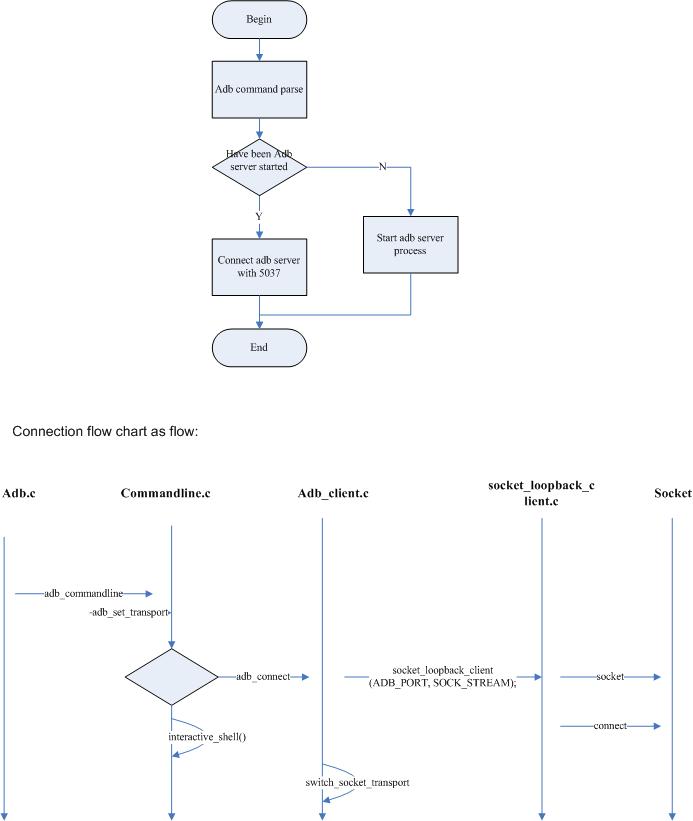 Begin
Adb command parse
Have been Adb
server started
N
Y
Start adb server
process
Connect adb server
with 5037
End
Connection flow chart as flow:
Adb.c
Commandline.c
Adb_client.c
socket_loopback_c
lient.c
Socket
adb_commandline
-adb_set_transport
adb_connect
socket_loopback_client
(ADB_PORT, SOCK_STREAM);
socket
connect
interactive_shell()
switch_socket_transport